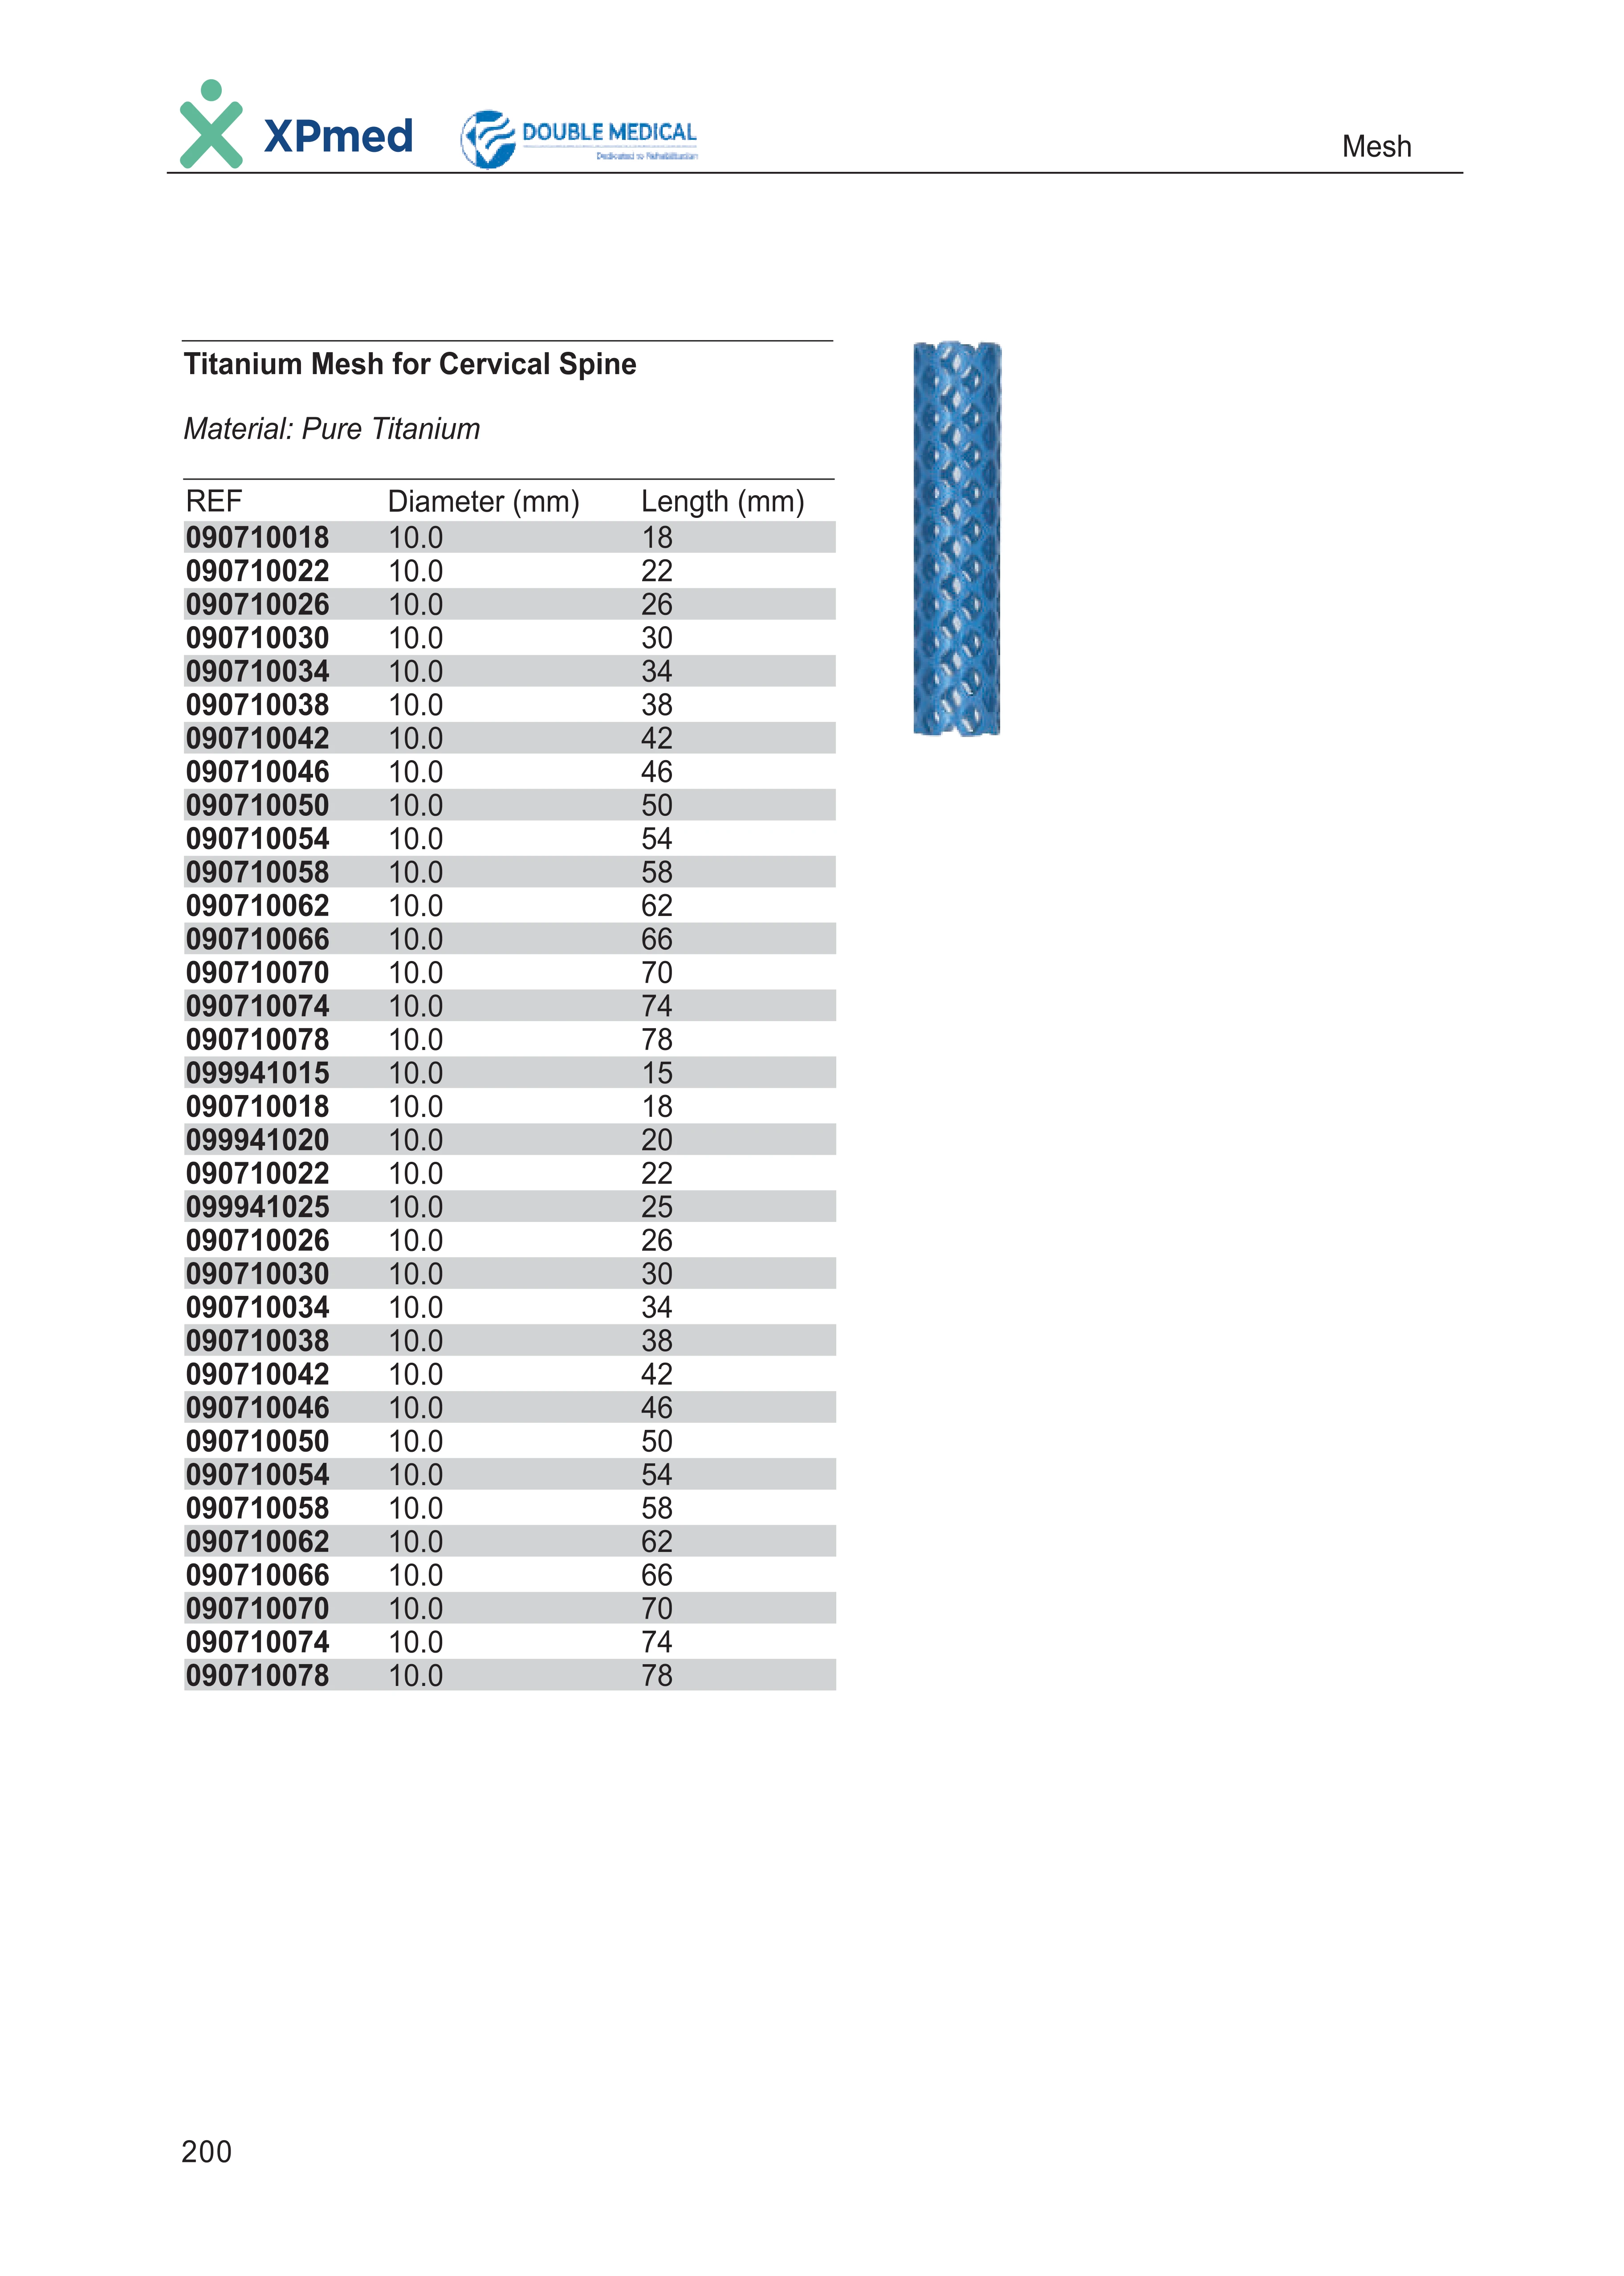 XPmed
DOUBLE MEDICAL
Dedicated to Rehabilitation
Mesh
Titanium Mesh for Cervical Spine
Material: Pure Titanium
REF Diameter (mm) Length (mm)
090710018 10.0 18
090710022 10.0 22
090710026 10.0 26
090710030 10.0 30
090710034 10.0 34
090710038 10.0 38
090710042 10.0 42
090710046 10.0 46
090710050 10.0 50
090710054 10.0 54
090710058 10.0 58
090710062 10.0 62
090710066 10.0 66
090710070 10.0 70
090710074 10.0 74
090710078 10.0 78
099941015 10.0 15
090710018 10.0 18
099941020 10.0 20
090710022 10.0 22
099941025 10.0 25
090710026 10.0 26
090710030 10.0 30
090710034 10.0 34
090710038 10.0 38
090710042 10.0 42
090710046 10.0 46
090710050 10.0 50
090710054 10.0 54
090710058 10.0 58
090710062 10.0 62
090710066 10.0 66
090710070 10.0 70
090710074 10.0 74
090710078 10.0 78
200